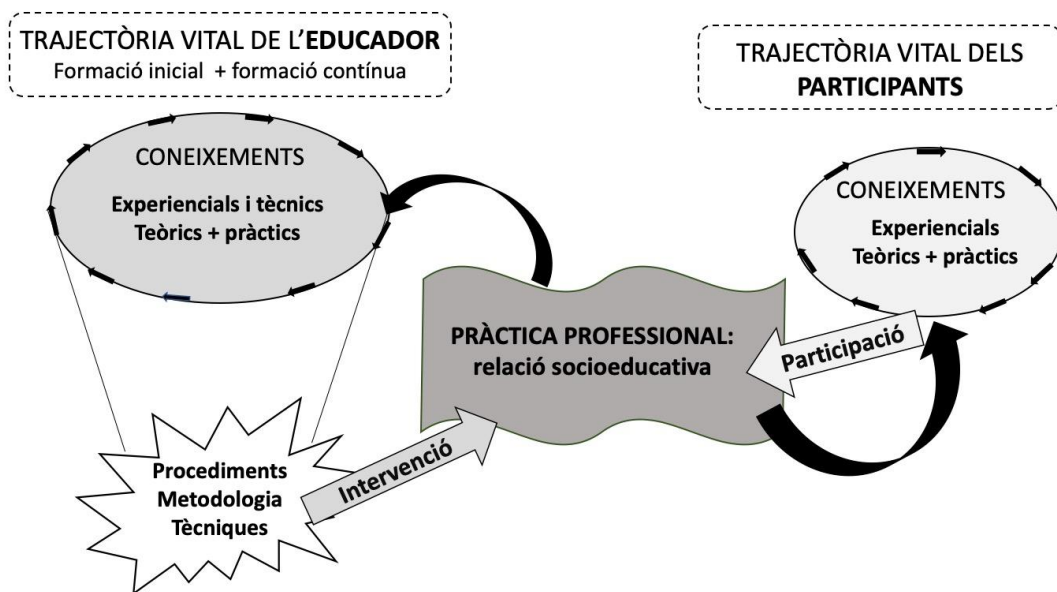 TRAJECTÒRIA VITAL DE L'EDUCADOR
Formació inicial + formació contínua
TRAJECTÒRIA VITAL DELS
PARTICIPANTS
CONEIXEMENTS
Experiencials i tècnics
Teòrics + pràctics
CONEIXEMENTS
Experiencials
Teòrics + pràctics
PRÀCTICA PROFESSIONAL:
relació socioeducativa
Participació
Procediments
Metodologia
Tècniques
Intervenció